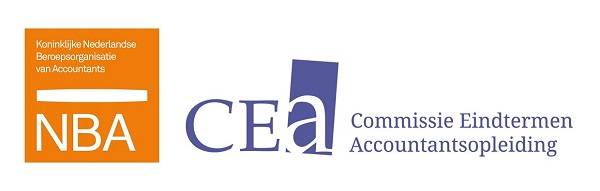 Koninklijke Nederlandse
Beroepsorganisatie
van Accountants
NBA
CEa
Commissie Eindtermen
Accountantsopleiding